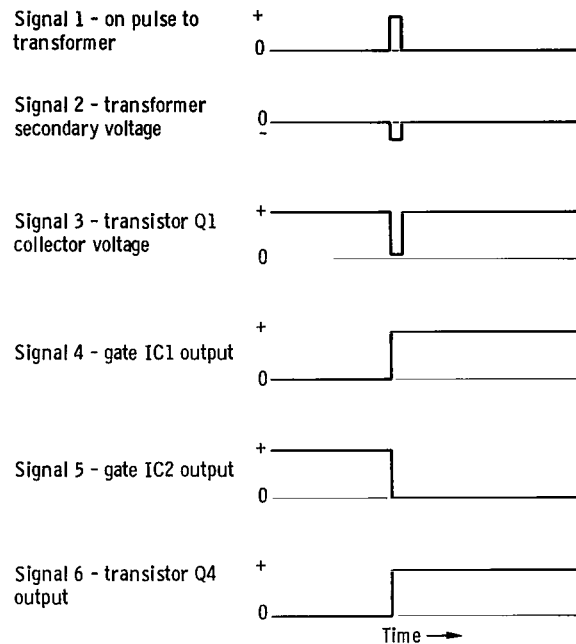 Signal 1 - on pulse to
transformer
+
0
Signal 2 - transformer
secondary voltage
0
-
Signal 3 - transistor Q1
collector voltage
+
0
Signal 4 - gate IC1 output
+
0
Signal 5 - gate IC2 output
+
0
Signal 6 - transistor Q4
output
+
0
Time